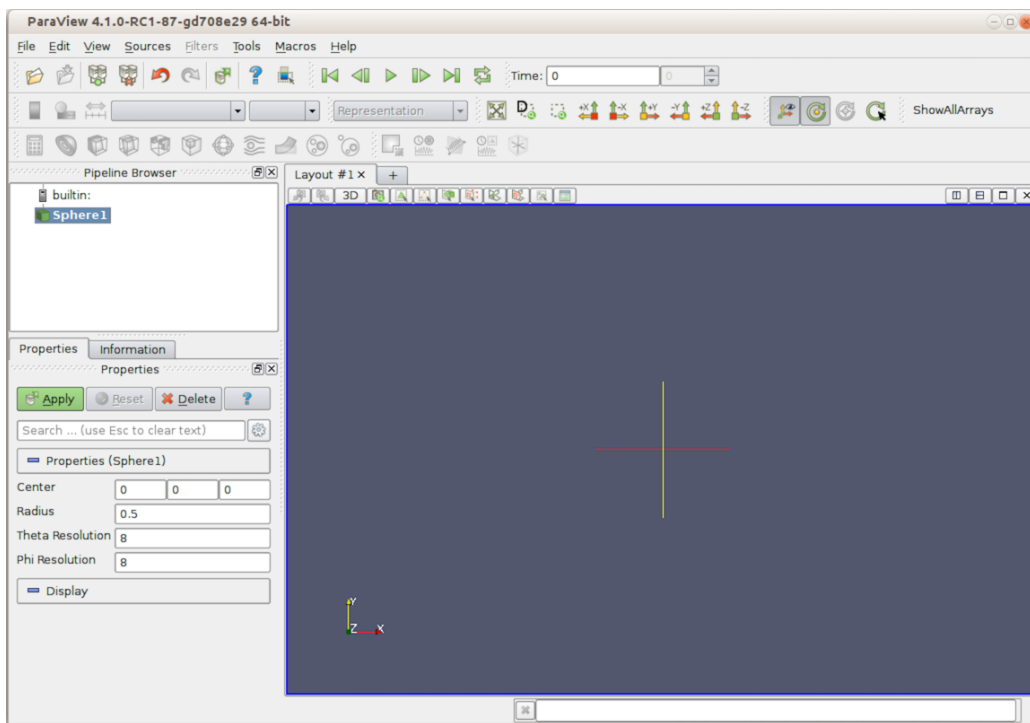 ParaView 4.1.0-RC1-87-gd708e29 64-bit
File Edit View Sources Filters Tools Macros Help
Time: 0 0
Representation
D
+X -X +Y -Y +Z -Z
ShowAllArrays
Pipeline Browser
builtin:
Sphere1
Layout #1 × +
3D
Properties Information
Properties
Apply Reset Delete ?
Search ... (use Esc to clear text)
Properties (Sphere1)
Center 0 0 0
Radius 0.5
Theta Resolution 8
Phi Resolution 8
Display
Y
Z X